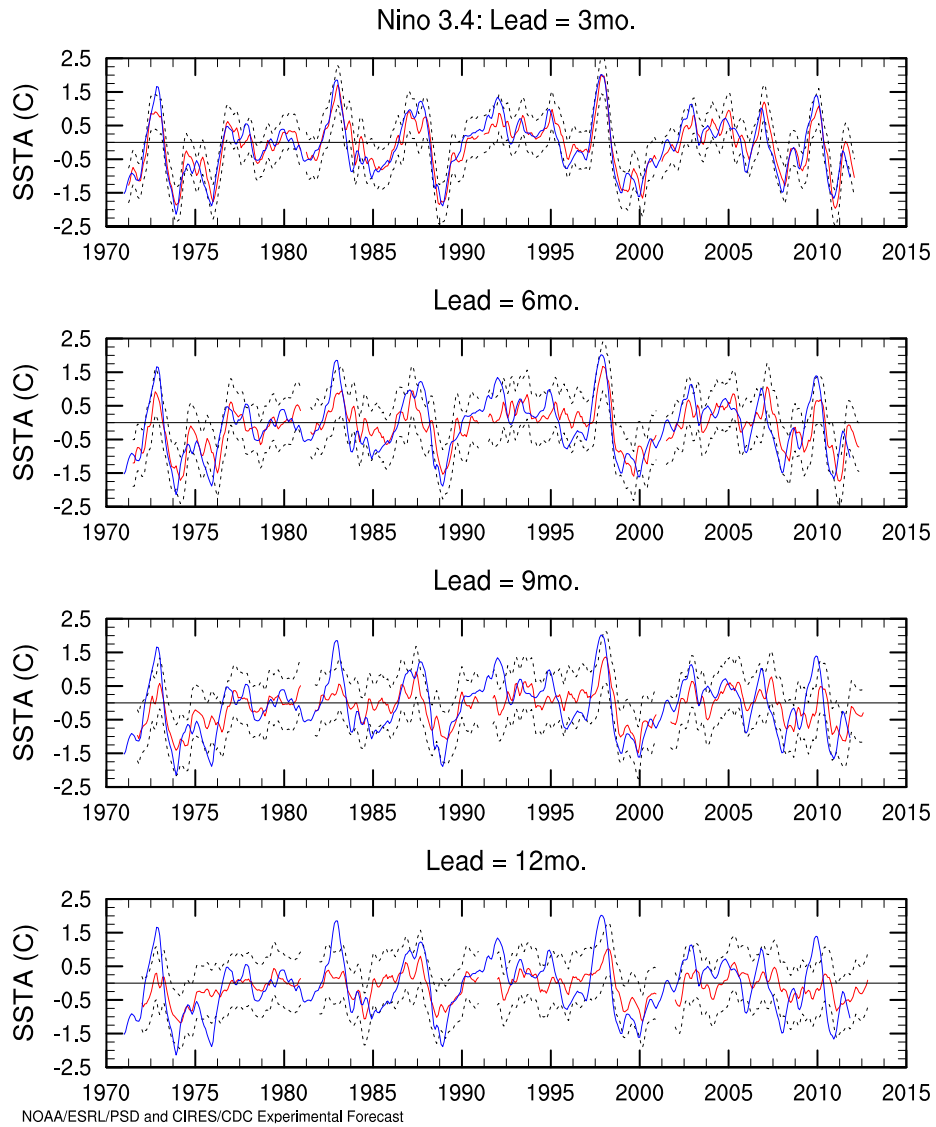 Nino 3.4: Lead = 3mo.
2.5
1.5
0.5
-0.5
-1.5
-2.5
SSTA (C)
1970 1975 1980 1985 1990 1995 2000 2005 2010 2015
Lead = 6mo.
2.5
1.5
0.5
-0.5
-1.5
-2.5
SSTA (C)
1970 1975 1980 1985 1990 1995 2000 2005 2010 2015
Lead = 9mo.
2.5
1.5
0.5
-0.5
-1.5
-2.5
SSTA (C)
1970 1975 1980 1985 1990 1995 2000 2005 2010 2015
Lead = 12mo.
2.5
1.5
0.5
-0.5
-1.5
-2.5
SSTA (C)
1970 1975 1980 1985 1990 1995 2000 2005 2010 2015
NOAA/ESRL/PSD and CIRES/CDC Experimental Forecast